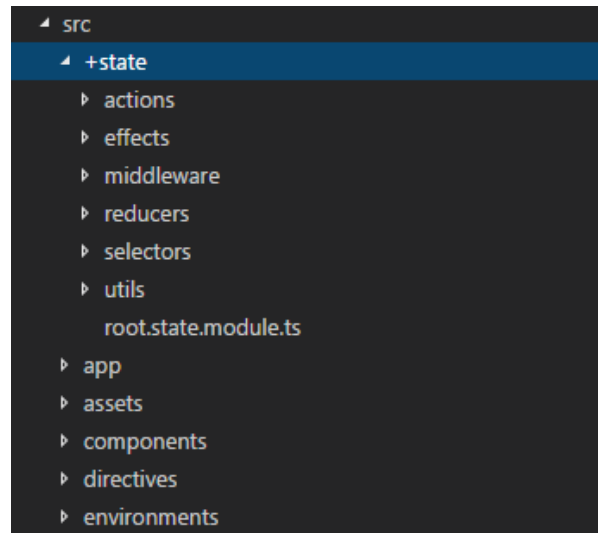 src
+state
actions
effects
middleware
reducers
selectors
utils
root.state.module.ts
app
assets
components
directives
environments